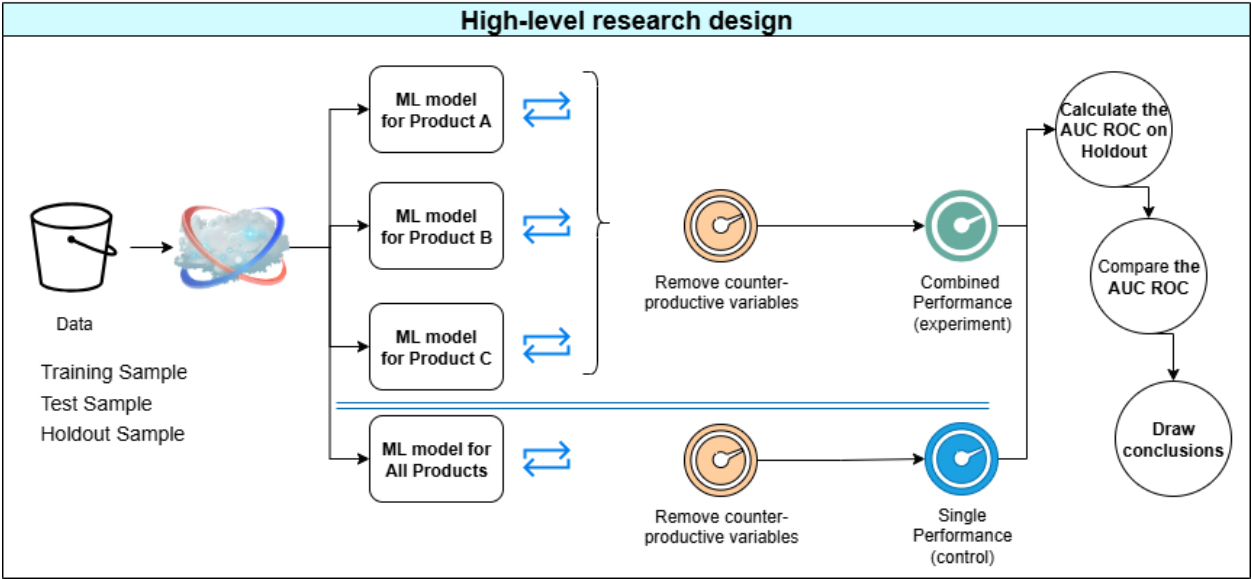 High-level research design
ML model
for Product A
ML model
for Product B
ML model
for Product C
Data
Training Sample
Test Sample
Holdout Sample
Remove counter-
productive variables
Combined
Performance
(experiment)
ML model for
All Products
Remove counter-
productive variables
Single
Performance
(control)
Calculate the
AUC ROC on
Holdout
Compare the
AUC ROC
Draw
conclusions